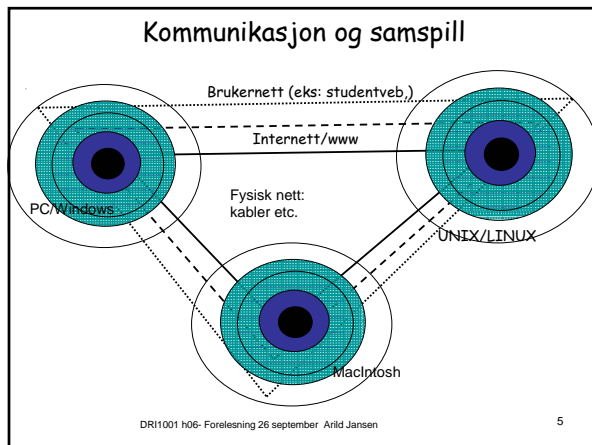 Kommunikasjon og samspill
Brukernett (eks: studentveb,)
Internett/www
Fysisk nett:
kabler etc.
PC/Windows
UNIX/LINUX
MacIntosh
DRI1001 h06- Forelesning 26 september Arild Jansen
5